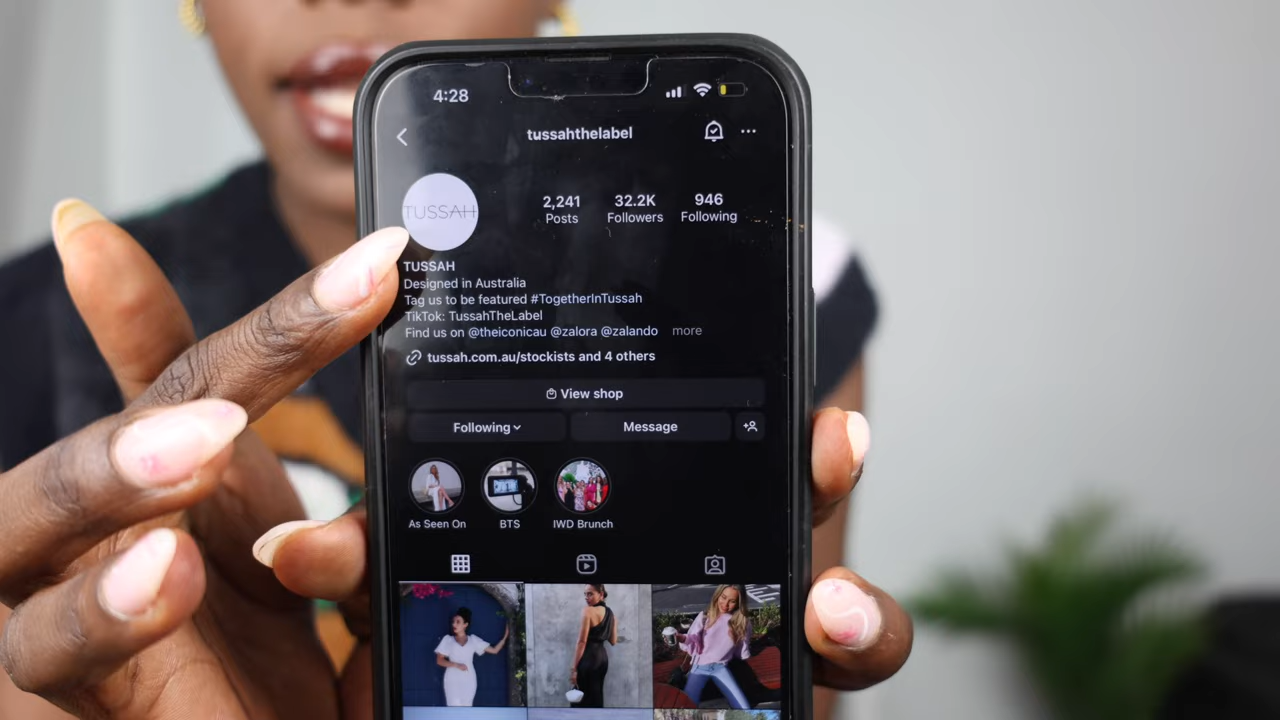 4:28
tussahthelabel
TUSSAH
2,241 32.2K 946
Posts Followers Following
TUSSAH
Designed in Australia
Tag us to be featured #TogetherInTussah
TikTok: TussahTheLabel
Find us on @theiconicau @zalora @zalando more
tussah.com.au/stockists and 4 others
View shop
Following Message
As Seen On BTS IWD Brunch